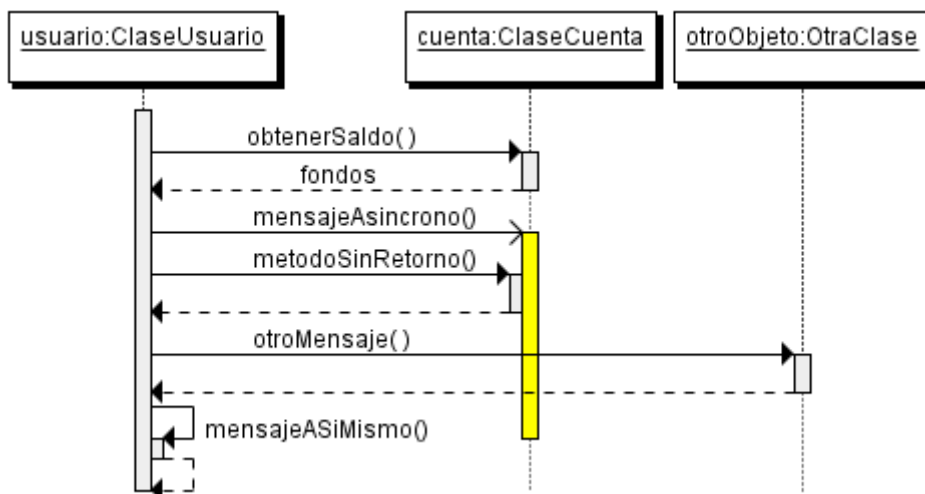 usuario:ClaseUsuario
cuenta:ClaseCuenta
otroObjeto:OtraClase
obtenerSaldo( )
fondos
mensajeAsincrono()
metodoSinRetorno()
otroMensaje( )
mensajeASiMismo()